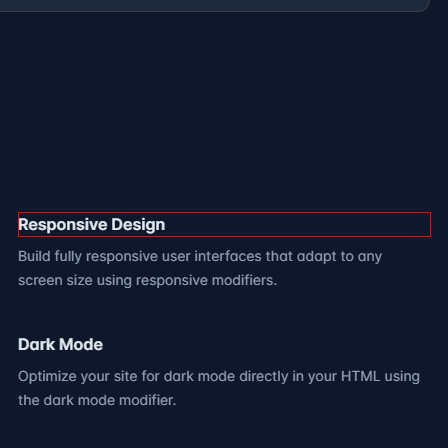 Responsive Design
Build fully responsive user interfaces that adapt to any
screen size using responsive modifiers.
Dark Mode
Optimize your site for dark mode directly in your HTML using
the dark mode modifier.